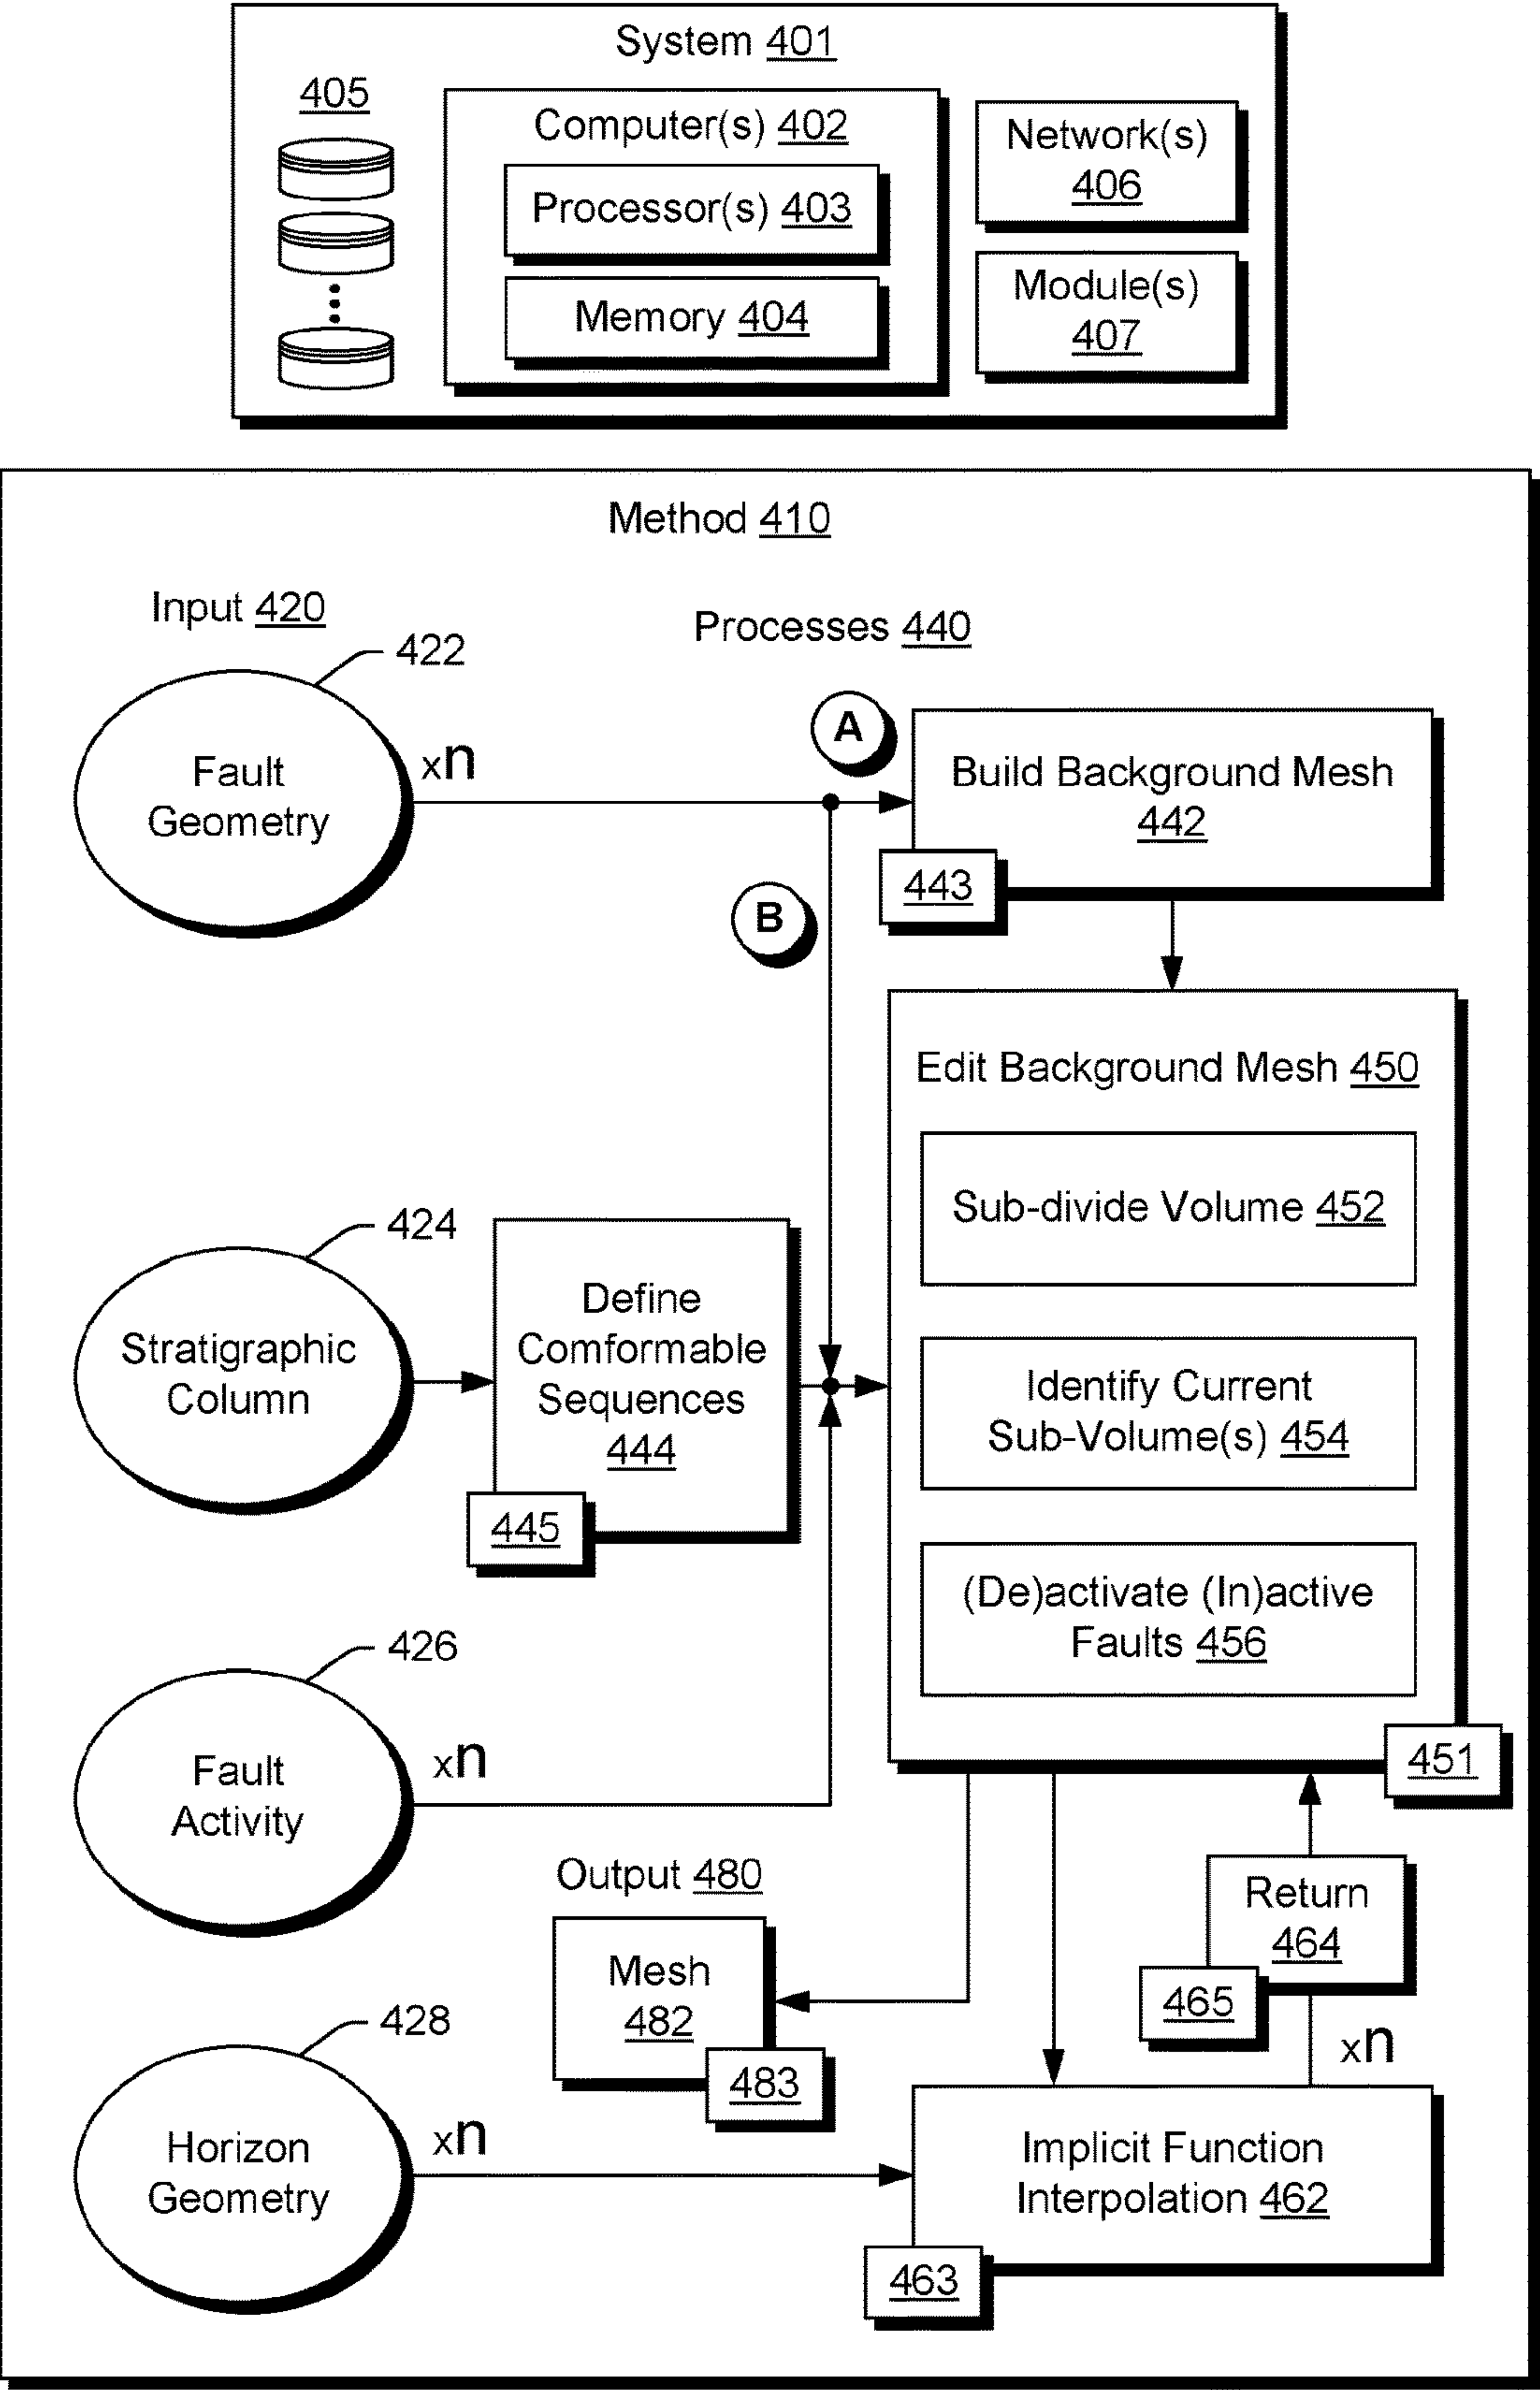 System 401
405
Computer(s) 402
Processor(s) 403
Memory 404
Network(s)
406
Module(s)
407
Method 410
Input 420
Processes 440
422
Fault
Geometry
xn
A
B
Build Background Mesh
442
443
Edit Background Mesh 450
Sub-divide Volume 452
Identify Current
Sub-Volume(s) 454
(De)activate (In)active
Faults 456
451
424
Stratigraphic
Column
Define
Comformable
Sequences
444
445
426
Fault
Activity
xn
Output 480
Mesh
482
483
Return
464
465
xn
428
Horizon
Geometry
xn
Implicit Function
Interpolation 462
463